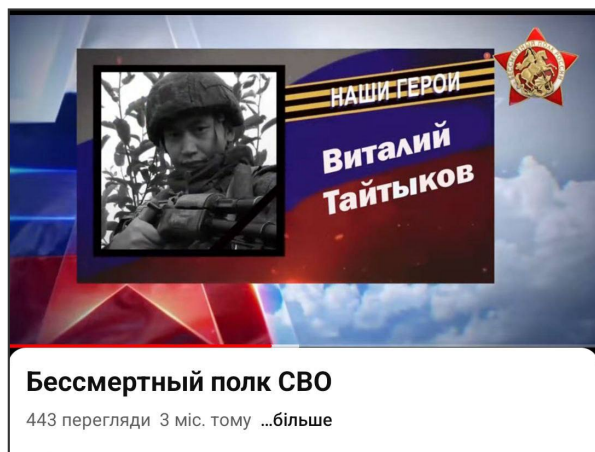 НАШИ ГЕРОИ
Виталий
Тайтыков
Бессмертный полк СВО
443 перегляди 3 міс. тому ...більше